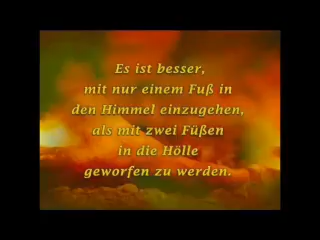 Es ist besser,
mit nur einem Fuß in
den Himmel einzugehen,
als mit zwei Füßen
in die Hölle
geworfen zu werden.